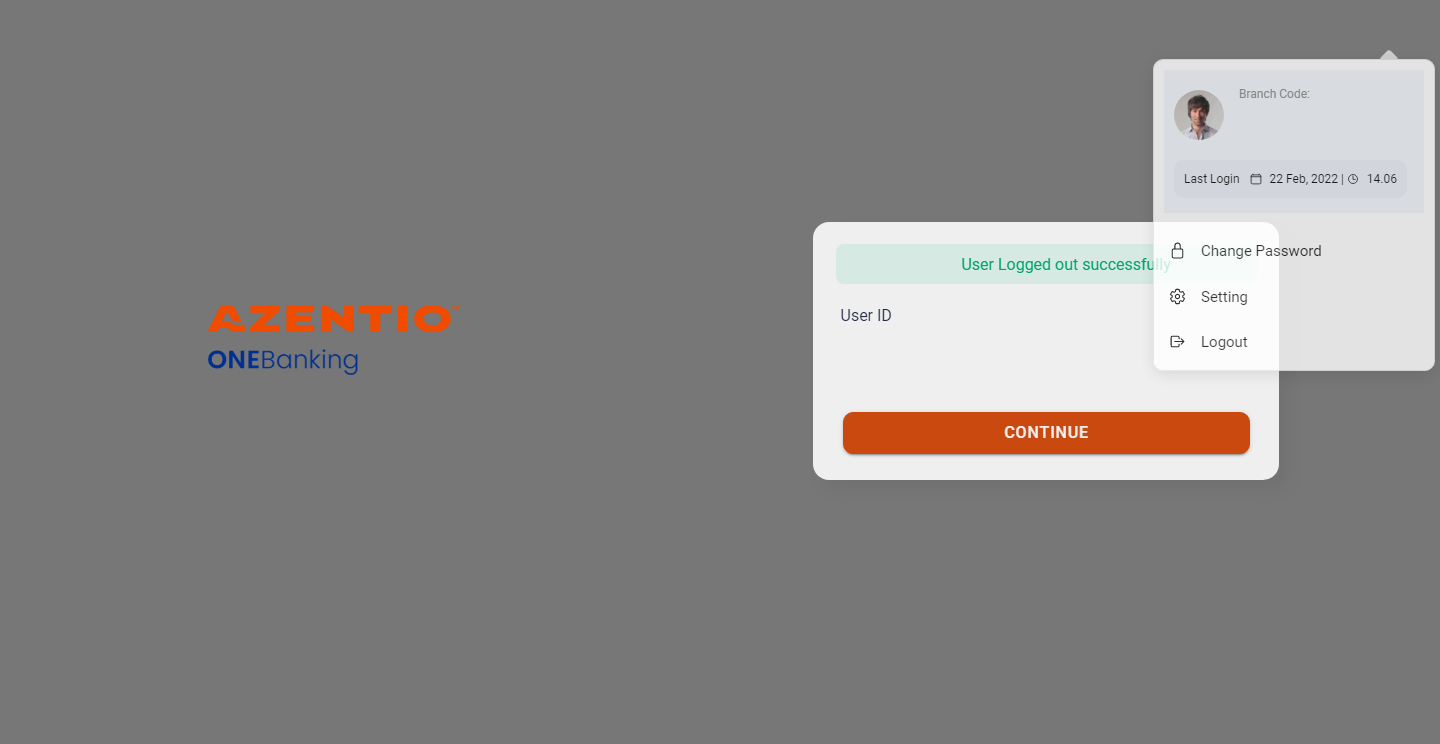 Branch Code:
Last Login 22 Feb, 2022 | 14.06
Change Password
User Logged out successfully
Setting
User ID
Logout
AZENTIO
ONEBanking
CONTINUE